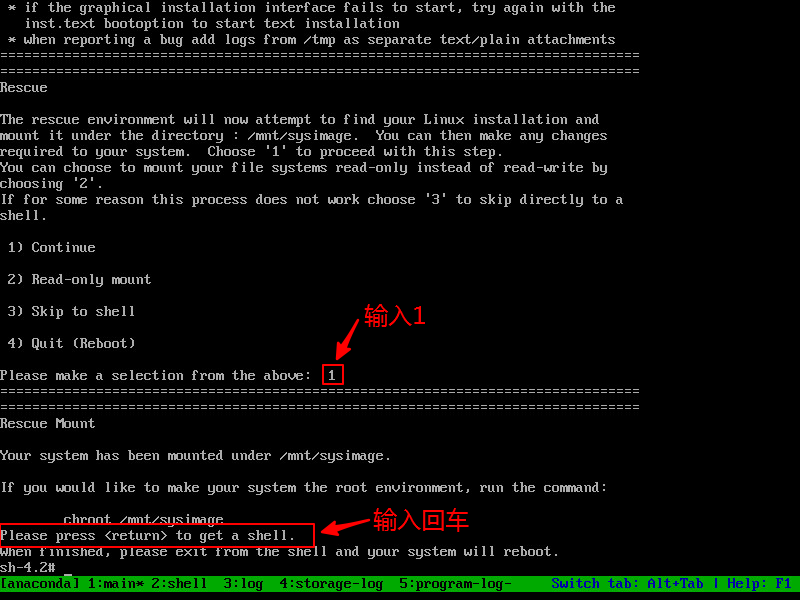 * if the graphical installation interface fails to start, try again with the
inst.text bootoption to start text installation
* when reporting a bug add logs from /tmp as separate text/plain attachments
================================================================================
================================================================================
Rescue
The rescue environment will now attempt to find your Linux installation and
mount it under the directory : /mnt/sysimage.  You can then make any changes
required to your system.  Choose '1' to proceed with this step.
You can choose to mount your file systems read-only instead of read-write by
choosing '2'.
If for some reason this process does not work choose '3' to skip directly to a
shell.
1) Continue
2) Read-only mount
3) Skip to shell
4) Quit (Reboot)
输入1
Please make a selection from the above:  1
================================================================================
================================================================================
Rescue Mount
Your system has been mounted under /mnt/sysimage.
If you would like to make your system the root environment, run the command:
chroot /mnt/sysimage
输入回车
Please press <return> to get a shell.
When finished, please exit from the shell and your system will reboot.
sh-4.2# _
[anaconda] 1:main* 2:shell  3:log  4:storage-log  5:program-log-     Switch tab: Alt+Tab | Help: F1